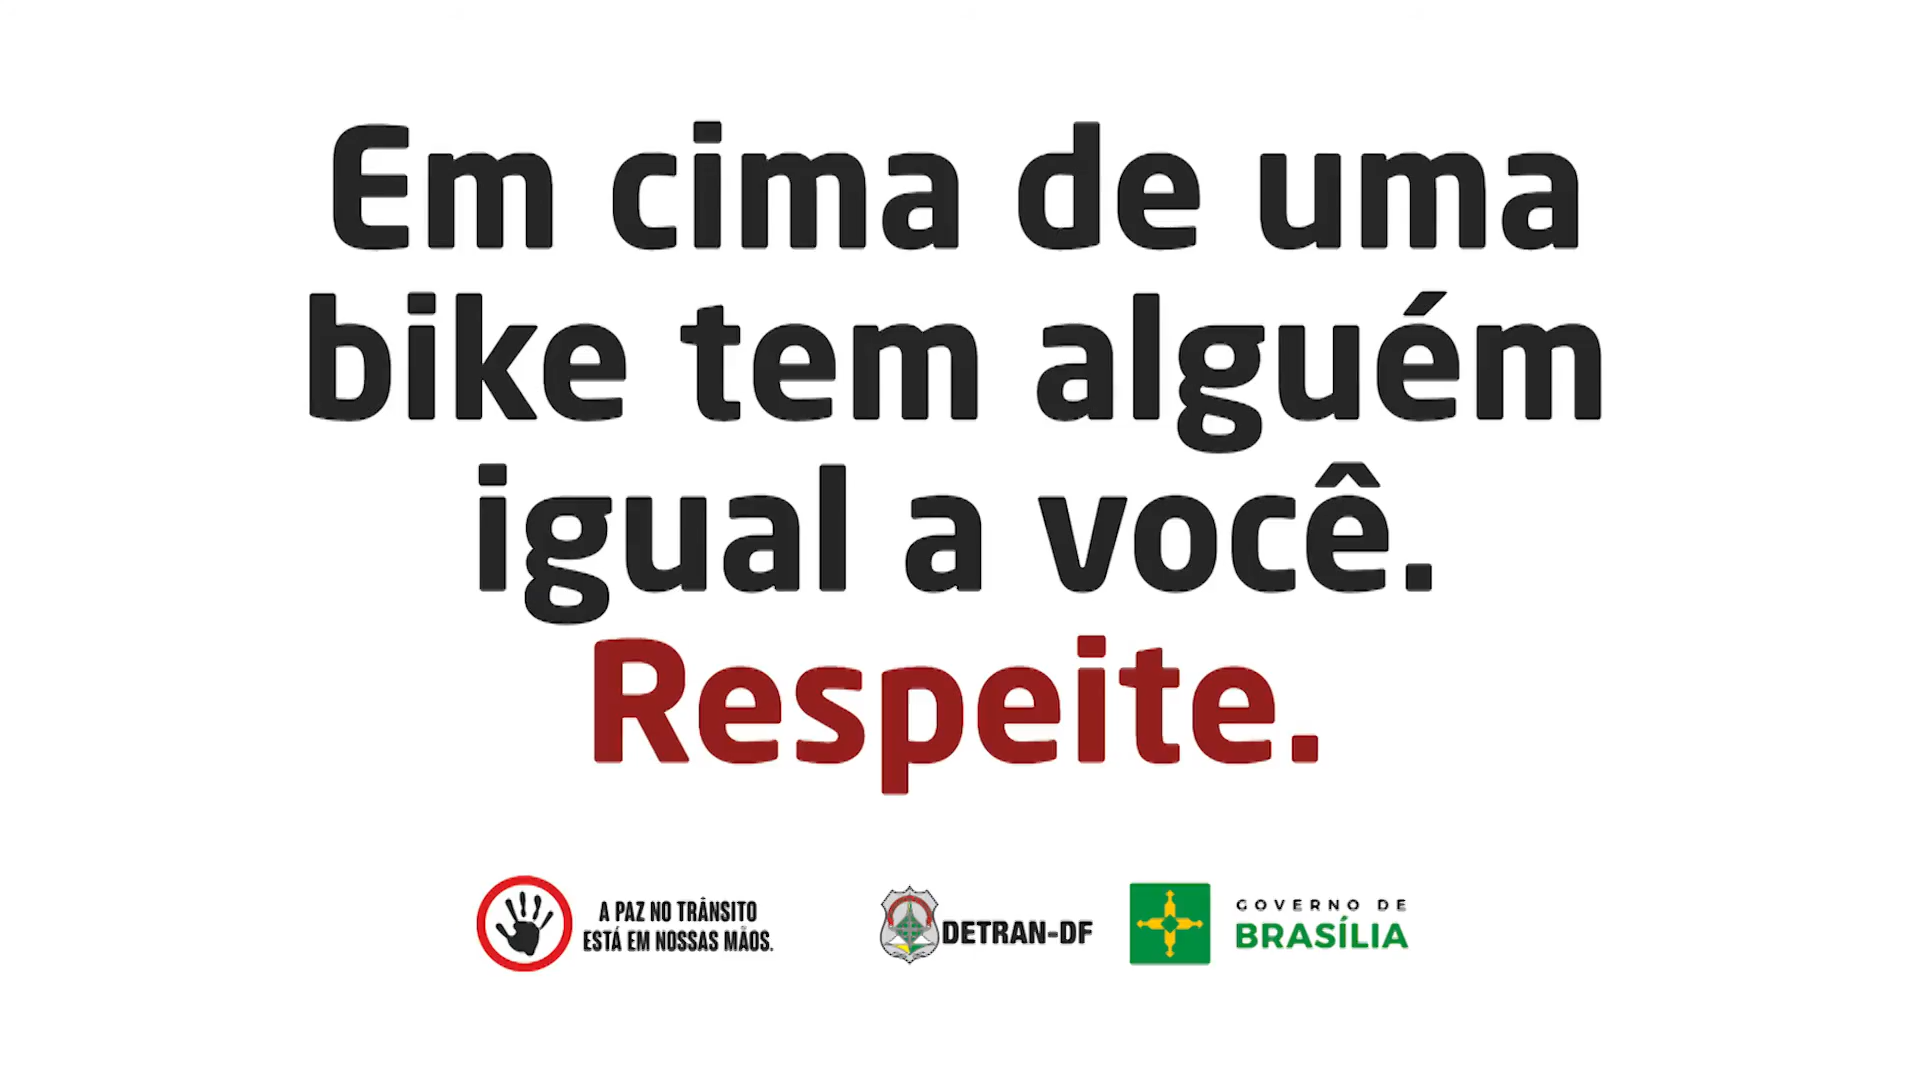 Em cima de uma
bike tem alguém
igual a você.
Respeite.
A PAZ NO TRÂNSITO
ESTÁ EM NOSSAS MÃOS.
DETRAN-DF
GOVERNO DE
BRASÍLIA